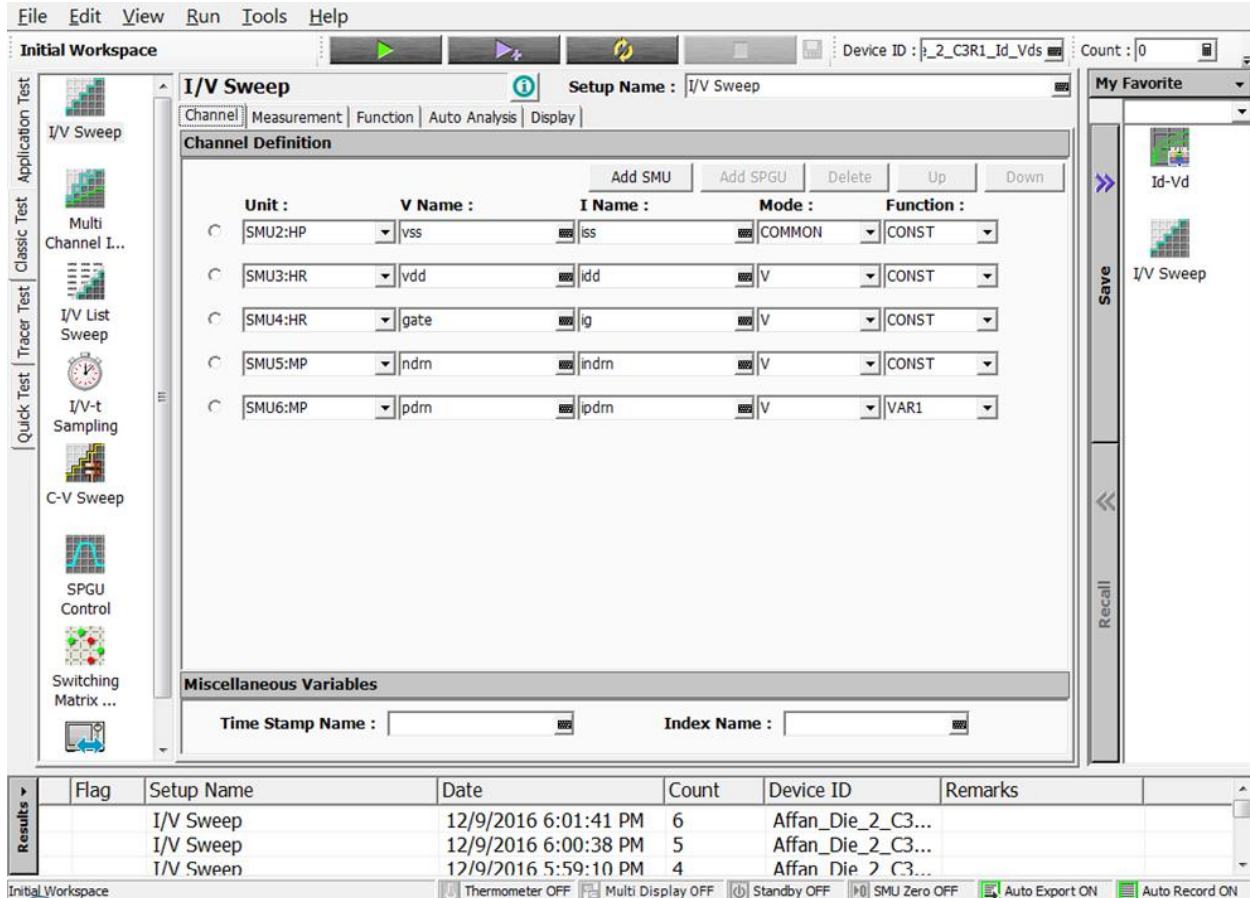 File Edit View Run Tools Help
Initial Workspace
Device ID : _2_C3R1_Id_Vds
Count : 0
Application Test
Classic Test
Tracer Test
Quick Test
I/V Sweep
Multi
Channel I...
I/V List
Sweep
I/V-t
Sampling
C-V Sweep
SPGU
Control
Switching
Matrix ...
I/V Sweep
Setup Name : I/V Sweep
Channel Measurement Function Auto Analysis Display
Channel Definition
Add SMU Add SPGU Delete Up Down
Unit : V Name : I Name : Mode : Function :
SMU2:HP vss iss COMMON CONST
SMU3:HR vdd idd V CONST
SMU4:HR gate ig V CONST
SMU5:MP ndrn indrn V CONST
SMU6:MP pdrn ipdrn V VAR1
Miscellaneous Variables
Time Stamp Name : Index Name :
Save
Recall
My Favorite
Id-Vd
I/V Sweep
Results
Flag Setup Name Date Count Device ID Remarks
I/V Sweep 12/9/2016 6:01:41 PM 6 Affan_Die_2_C3...
I/V Sweep 12/9/2016 6:00:38 PM 5 Affan_Die_2_C3...
I/V Sweep 12/9/2016 5:59:10 PM 4 Affan_Die_2_C3...
Initial Workspace Thermometer OFF Multi Display OFF Standby OFF SMU Zero OFF Auto Export ON Auto Record ON